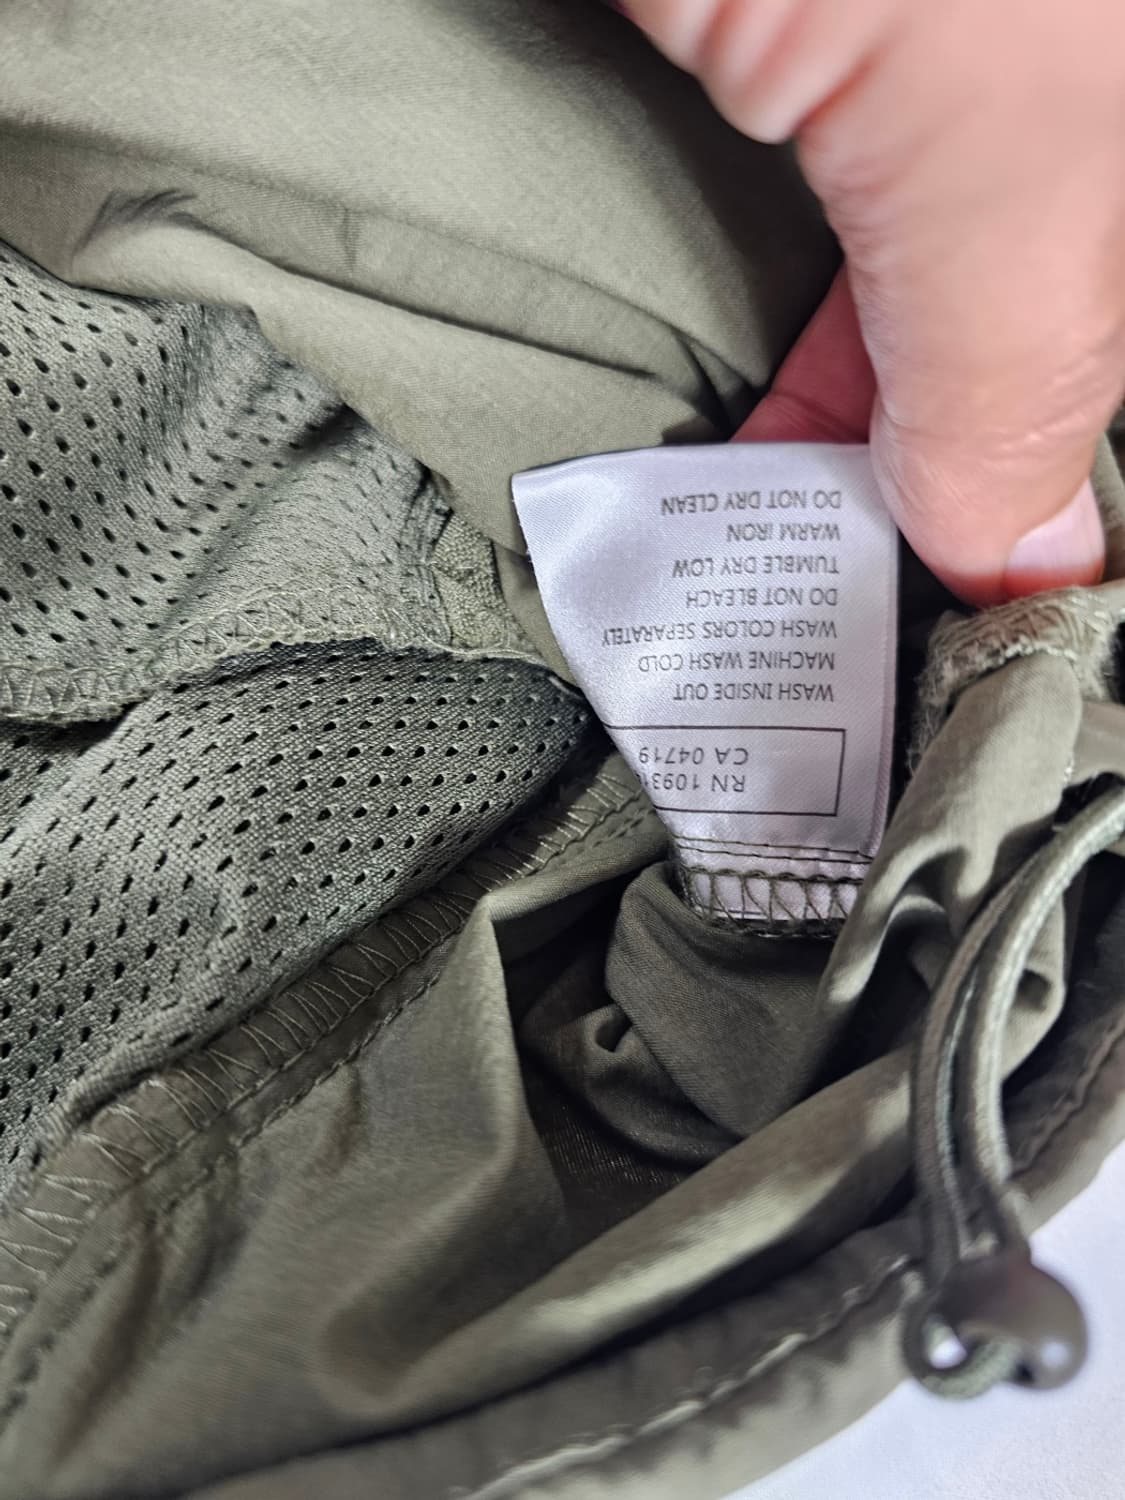 RN 1093
CA 04719
WASH INSIDE OUT
MACHINE WASH COLD
WASH COLORS SEPARATELY
DO NOT BLEACH
TUMBLE DRY LOW
WARM IRON
DO NOT DRY CLEAN